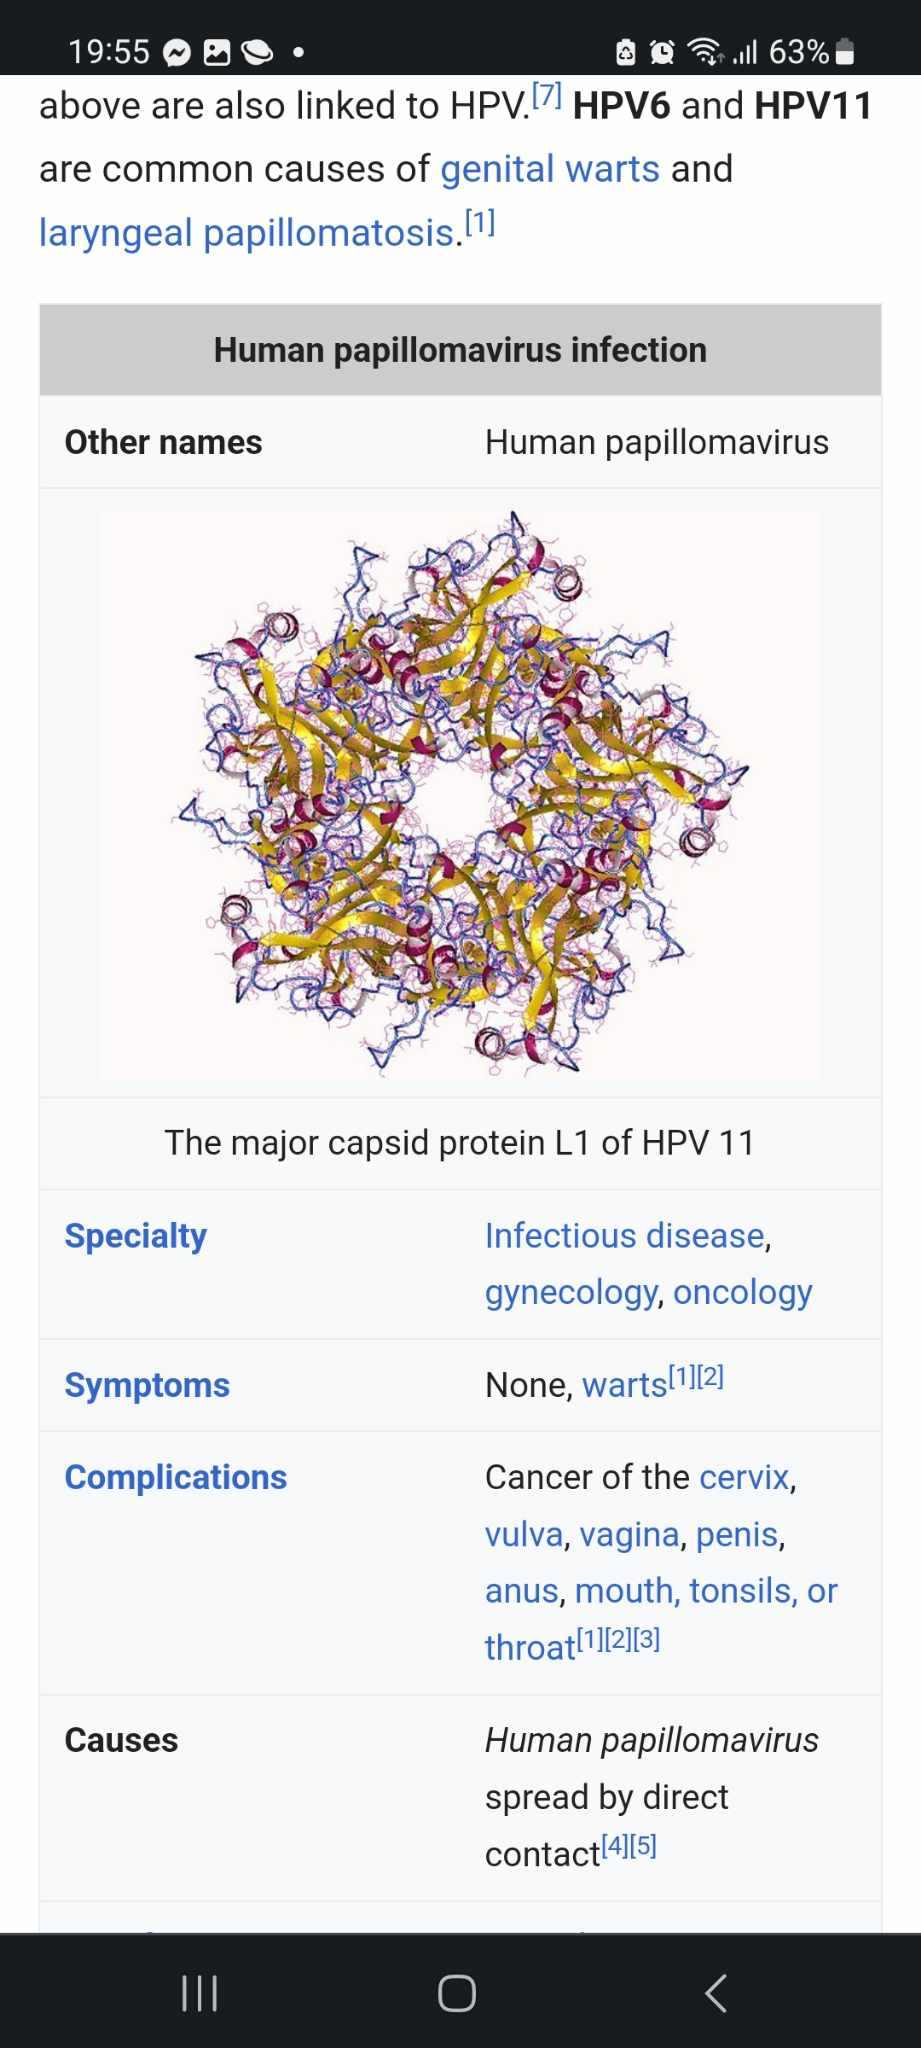 19:55
63%
above are also linked to HPV.[7] HPV6 and HPV11
are common causes of genital warts and
laryngeal papillomatosis.[1]
Human papillomavirus infection
Other names Human papillomavirus
The major capsid protein L1 of HPV 11
Specialty Infectious disease,
gynecology, oncology
Symptoms None, warts[1][2]
Complications Cancer of the cervix,
vulva, vagina, penis,
anus, mouth, tonsils, or
throat[1][2][3]
Causes Human papillomavirus
spread by direct
contact[4][5]